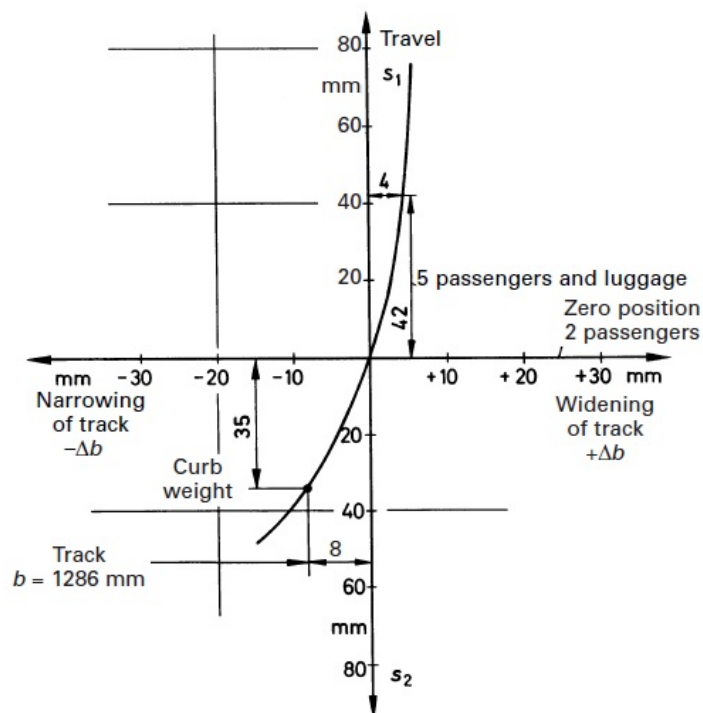 80
Travel
mm
s₁
60
4
40
20
5 passengers and luggage
42
Zero position
2 passengers
mm -30 -20 -10 +10 +20 +30 mm
Narrowing
of track
−Δb
Widening
of track
+Δb
35
20
Curb
weight
40
8
Track
b = 1286 mm
60
mm
80
s₂